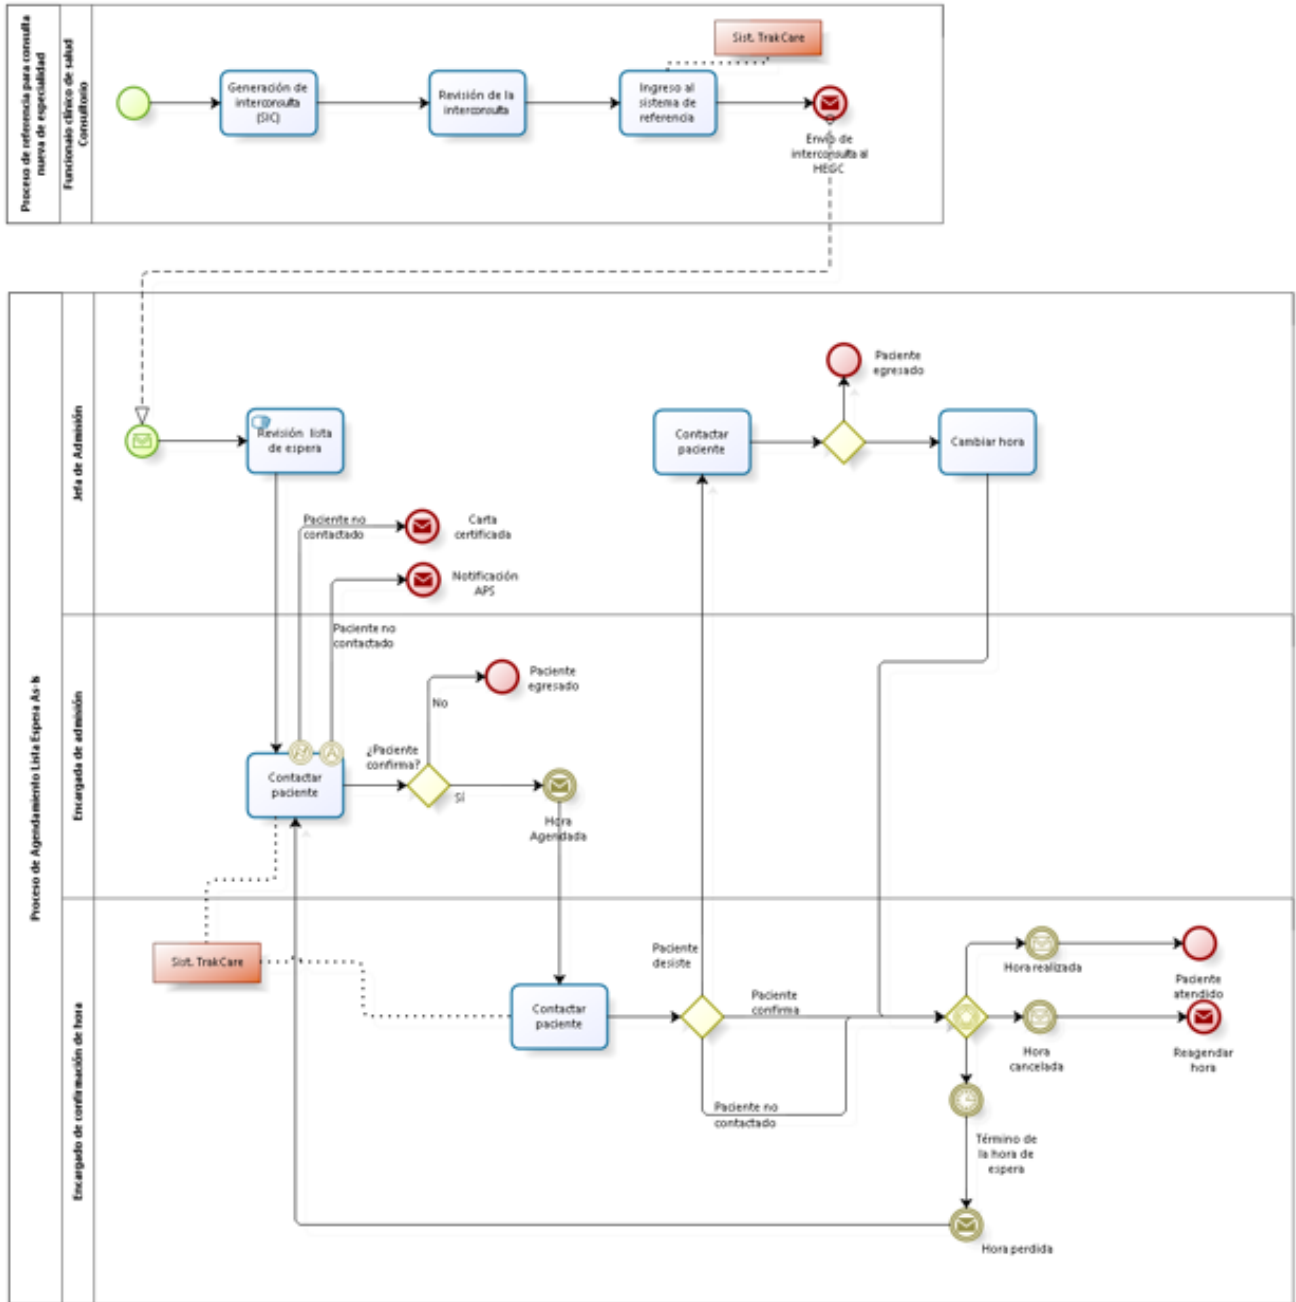 Proceso de referencia para consulta
nueva de especialidad
Funcionaio clínico de salud
Consultorio
Generación de
interconsulta
(SIC)
Revisión de la
interconsulta
Ingreso al
sistema de
referencia
Sist. TrakCare
Envío de
interconsulta al
HEGC
Proceso de Agendamiento Lista Espera As-Is
Jefa de Admisión
Revisión lista
de espera
Contactar
paciente
Paciente
egresado
Cambiar hora
Paciente no
contactado
Carta
certificada
Notificación
APS
Paciente no
contactado
Encargada de admisión
Paciente
egresado
No
¿Paciente
confirma?
Contactar
paciente
Sí
Hora
Agendada
Encargado de confirmación de hora
Sist. TrakCare
Contactar
paciente
Paciente
desiste
Paciente
confirma
Paciente no
contactado
Hora realizada
Paciente
atendido
Hora
cancelada
Reagendar
hora
Término de
la hora de
espera
Hora perdida